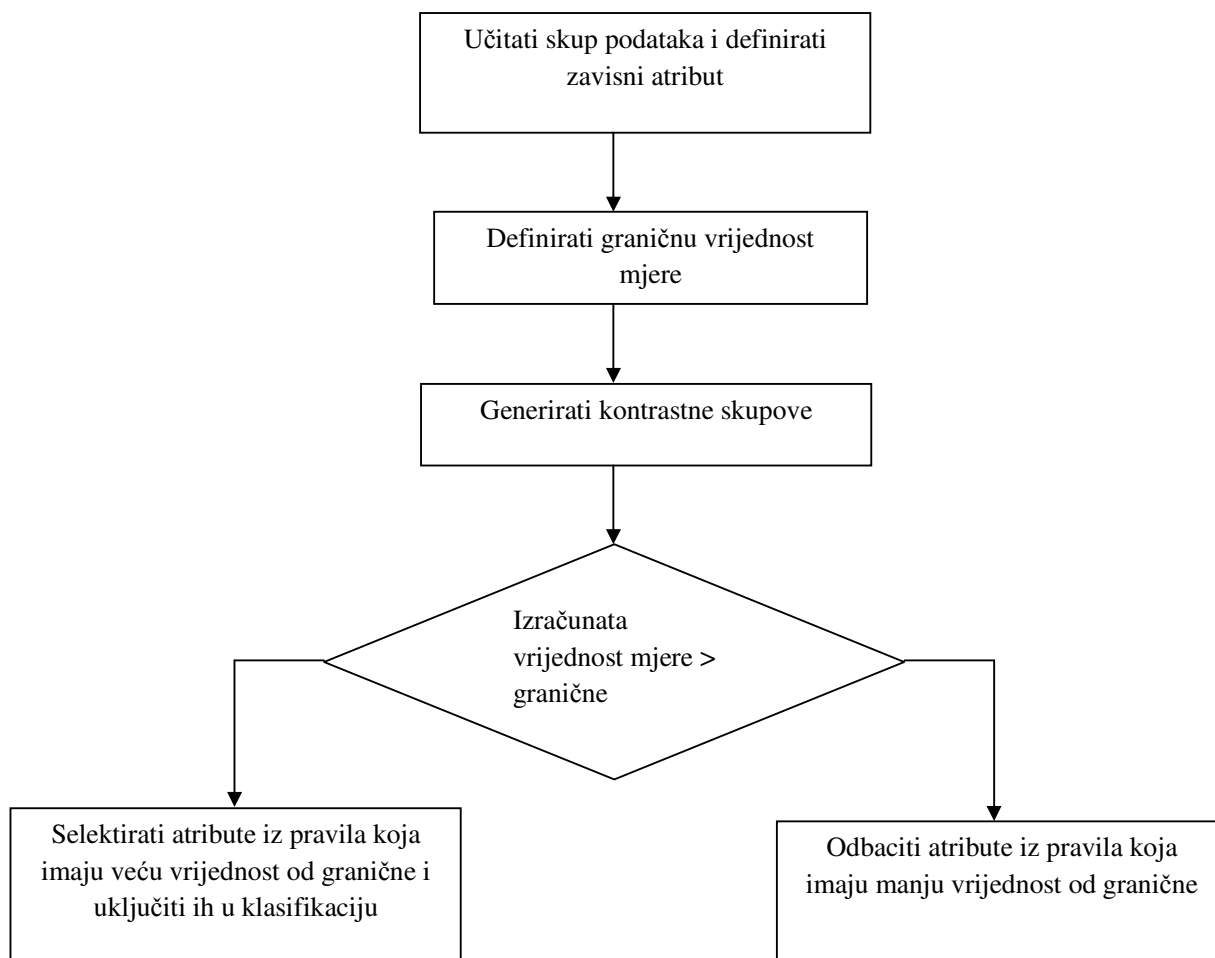 Učitati skup podataka i definirati
zavisni atribut
Definirati graničnu vrijednost
mjere
Generirati kontrastne skupove
Izračunata
vrijednost mjere >
granične
Selektirati atribute iz pravila koja
imaju veću vrijednost od granične i
uključiti ih u klasifikaciju
Odbaciti atribute iz pravila koja
imaju manju vrijednost od granične